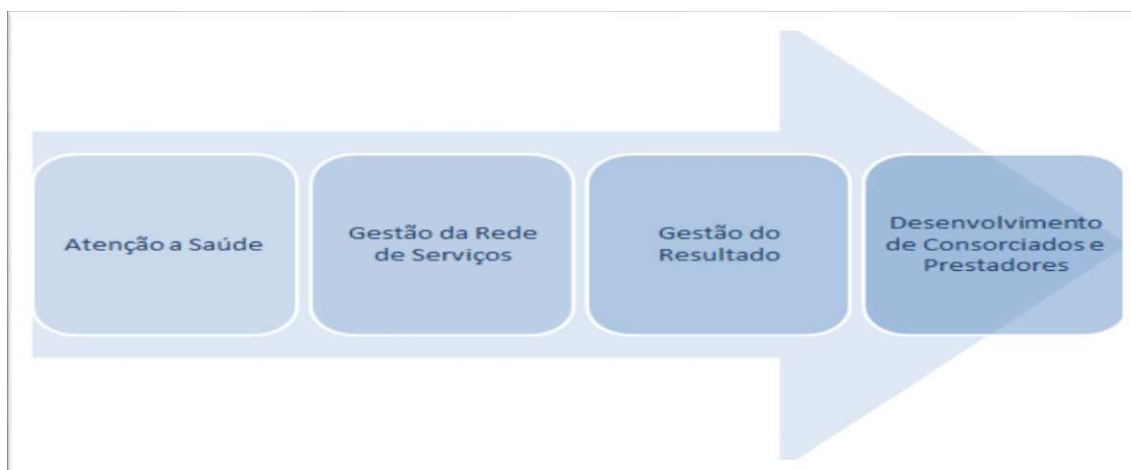 Atenção a Saúde
Gestão da Rede
de Serviços
Gestão do
Resultado
Desenvolvimento
de Consorciados e
Prestadores